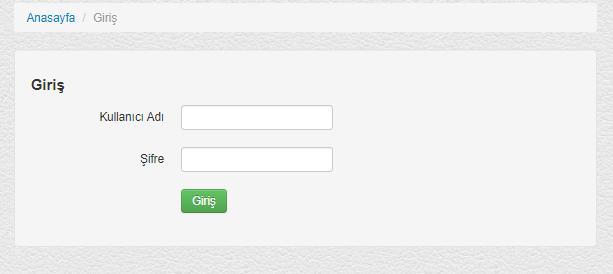 Anasayfa / Giriş
Giriş
Kullanıcı Adı
Şifre
Giriş